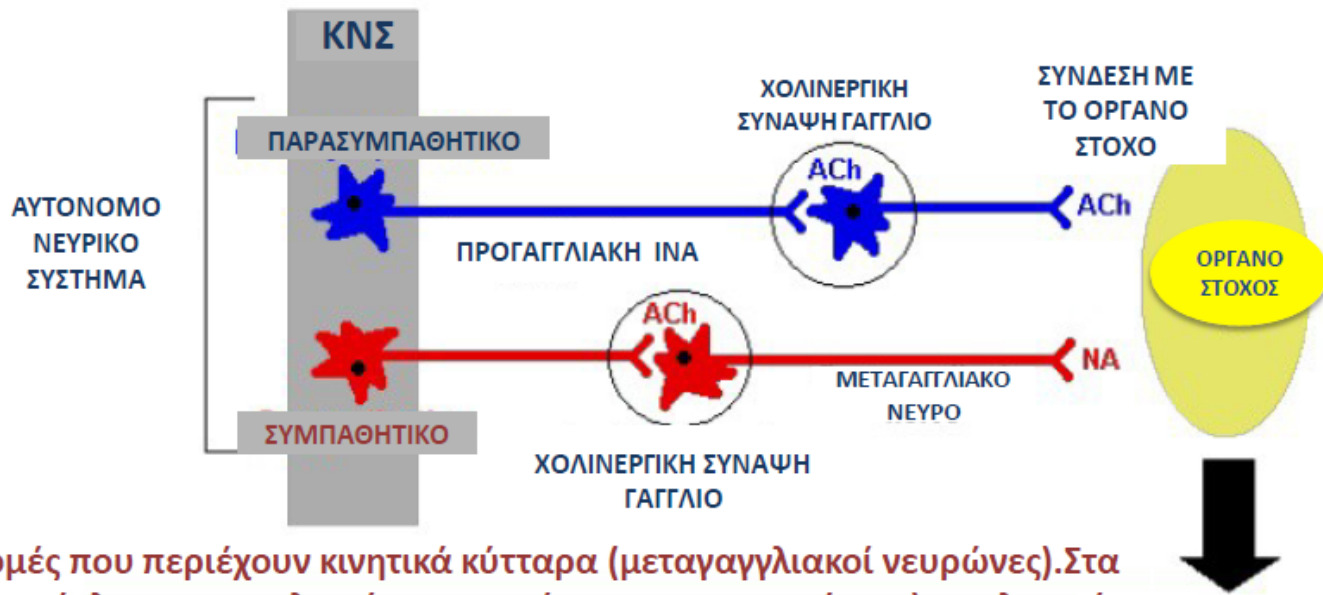 ΚΝΣ
ΑΥΤΟΝΟΜΟ
ΝΕΥΡΙΚΟ
ΣΥΣΤΗΜΑ
ΠΑΡΑΣΥΜΠΑΘΗΤΙΚΟ
ΧΟΛΙΝΕΡΓΙΚΗ
ΣΥΝΑΨΗ ΓΑΓΓΛΙΟ
ΣΥΝΔΕΣΗ ΜΕ
ΤΟ ΟΡΓΑΝΟ
ΣΤΟΧΟ
ACh
ACh
ΠΡΟΓΑΓΓΛΙΑΚΗ ΙΝΑ
ΟΡΓΑΝΟ
ΣΤΟΧΟΣ
ACh
NA
ΜΕΤΑΓΑΓΓΛΙΑΚΟ
ΝΕΥΡΟ
ΣΥΜΠΑΘΗΤΙΚΟ
ΧΟΛΙΝΕΡΓΙΚΗ ΣΥΝΑΨΗ
ΓΑΓΓΛΙΟ
που περιέχουν κινητικά κύτταρα (μεταγαγγλιακοί νευρώνες).Στα